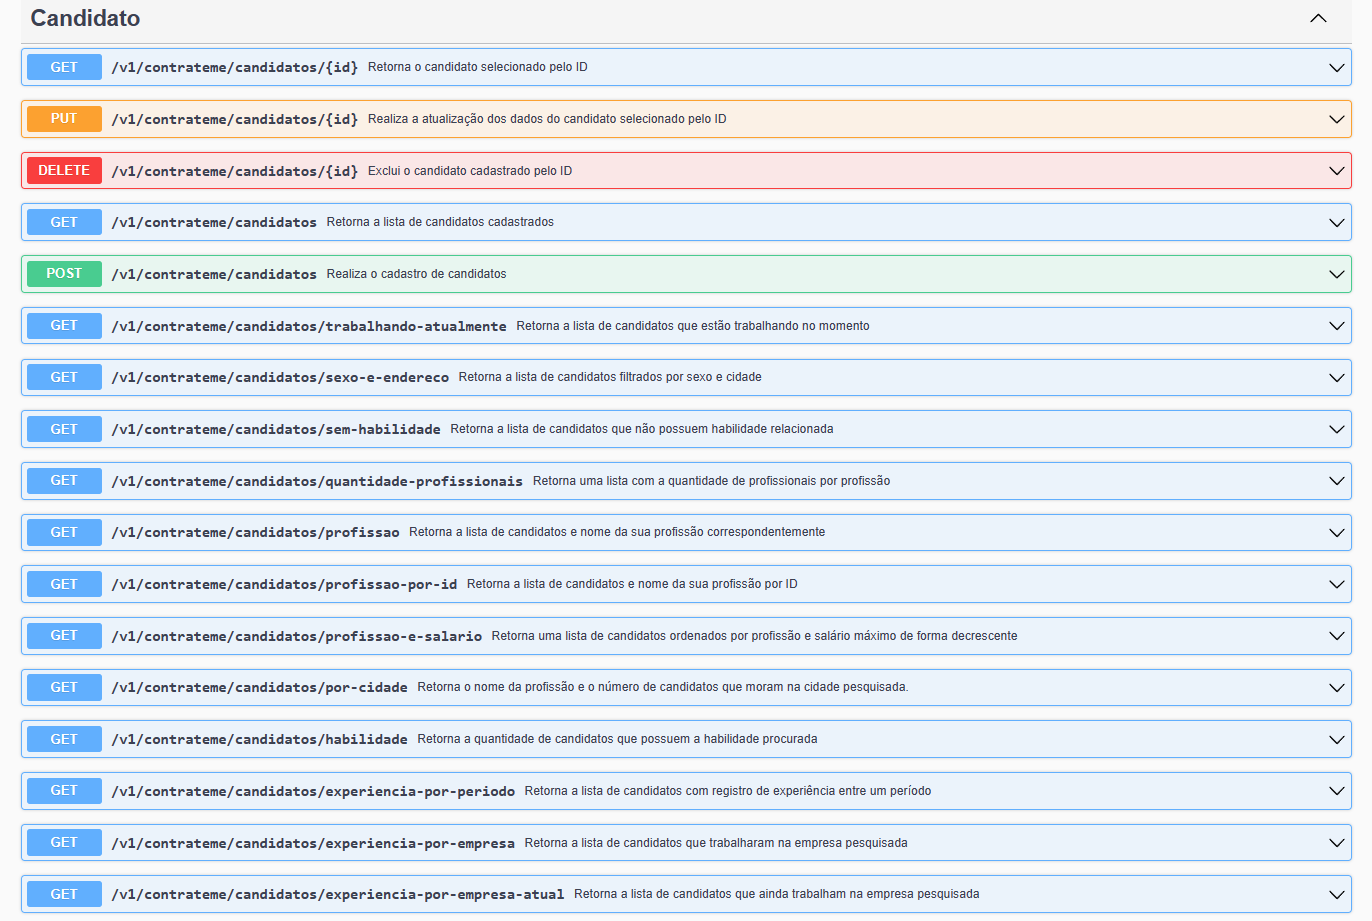 Candidato
GET /v1/contrateme/candidatos/{id} Retorna o candidato selecionado pelo ID
PUT /v1/contrateme/candidatos/{id} Realiza a atualização dos dados do candidato selecionado pelo ID
DELETE /v1/contrateme/candidatos/{id} Exclui o candidato cadastrado pelo ID
GET /v1/contrateme/candidatos Retorna a lista de candidatos cadastrados
POST /v1/contrateme/candidatos Realiza o cadastro de candidatos
GET /v1/contrateme/candidatos/trabalhando-atualmente Retorna a lista de candidatos que estão trabalhando no momento
GET /v1/contrateme/candidatos/sexo-e-endereco Retorna a lista de candidatos filtrados por sexo e cidade
GET /v1/contrateme/candidatos/sem-habilidade Retorna a lista de candidatos que não possuem habilidade relacionada
GET /v1/contrateme/candidatos/quantidade-profissionais Retorna uma lista com a quantidade de profissionais por profissão
GET /v1/contrateme/candidatos/profissao Retorna a lista de candidatos e nome da sua profissão correspondentemente
GET /v1/contrateme/candidatos/profissao-por-id Retorna a lista de candidatos e nome da sua profissão por ID
GET /v1/contrateme/candidatos/profissao-e-salario Retorna uma lista de candidatos ordenados por profissão e salário máximo de forma decrescente
GET /v1/contrateme/candidatos/por-cidade Retorna o nome da profissão e o número de candidatos que moram na cidade pesquisada.
GET /v1/contrateme/candidatos/habilidade Retorna a quantidade de candidatos que possuem a habilidade procurada
GET /v1/contrateme/candidatos/experiencia-por-periodo Retorna a lista de candidatos com registro de experiência entre um período
GET /v1/contrateme/candidatos/experiencia-por-empresa Retorna a lista de candidatos que trabalharam na empresa pesquisada
GET /v1/contrateme/candidatos/experiencia-por-empresa-atual Retorna a lista de candidatos que ainda trabalham na empresa pesquisada